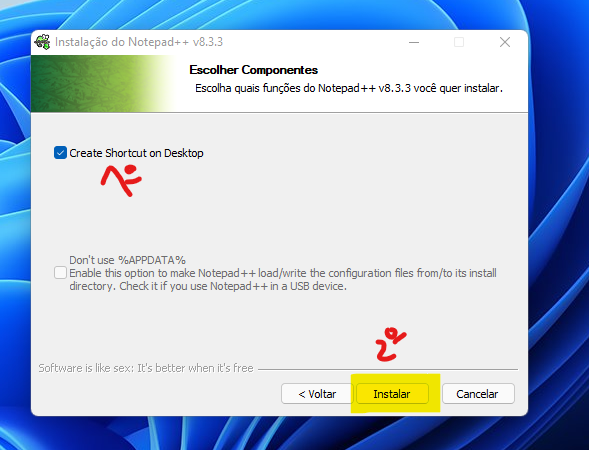 Instalação do Notepad++ v8.3.3
Escolher Componentes
Escolha quais funções do Notepad++ v8.3.3 você quer instalar.
Create Shortcut on Desktop
1º
Don't use %APPDATA%
Enable this option to make Notepad++ load/write the configuration files from/to its install
directory. Check it if you use Notepad++ in a USB device.
2º
Software is like sex: It's better when it's free
< Voltar Instalar Cancelar